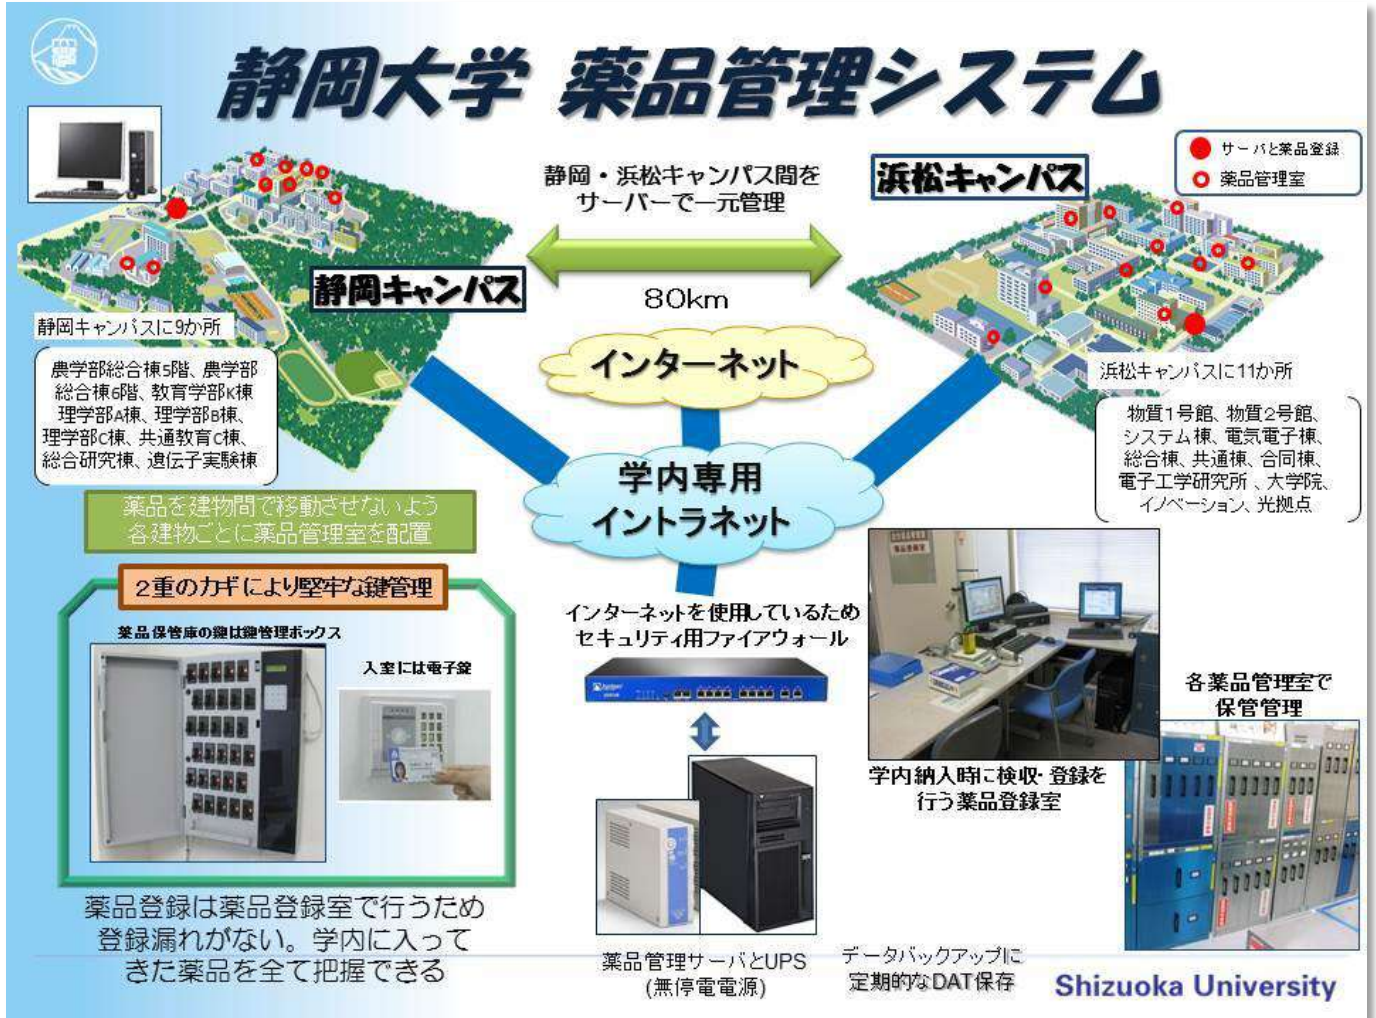 静岡大学 薬品管理システム
サーバと薬品登録
薬品管理室
静岡・浜松キャンパス間を
サーバーで一元管理
浜松キャンパス
静岡キャンパス
80km
静岡キャンパスに9か所
農学部総合棟5階、農学部
総合棟6階、教育学部K棟
理学部A棟、理学部B棟、
理学部C棟、共通教育C棟、
総合研究棟、遺伝子実験棟
インターネット
浜松キャンパスに11か所
物質1号館、物質2号館、
システム棟、電気電子棟、
総合棟、共通棟、合同棟、
電子工学研究所、大学院、
イノベーション、光拠点
学内専用
イントラネット
薬品を建物間で移動させないよう
各建物ごとに薬品管理室を配置
2重のカギにより堅牢な鍵管理
薬品保管庫の鍵は鍵管理ボックス
入室には電子錠
インターネットを使用しているため
セキュリティ用ファイアウォール
学内納入時に検収・登録を
行う薬品登録室
各薬品管理室で
保管管理
薬品登録は薬品登録室で行うため
登録漏れがない。学内に入って
きた薬品を全て把握できる
薬品管理サーバとUPS
(無停電電源)
データバックアップに
定期的なDAT保存
Shizuoka University